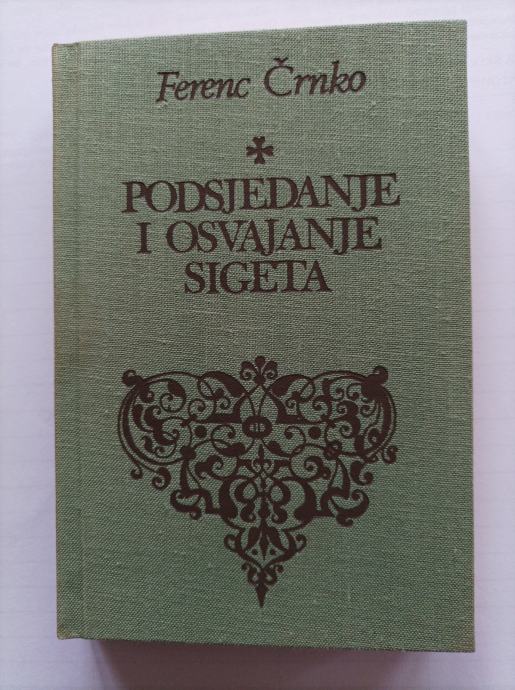 Ferenc Črnko
PODSJEDANJE
I OSVAJANJE
SIGETA